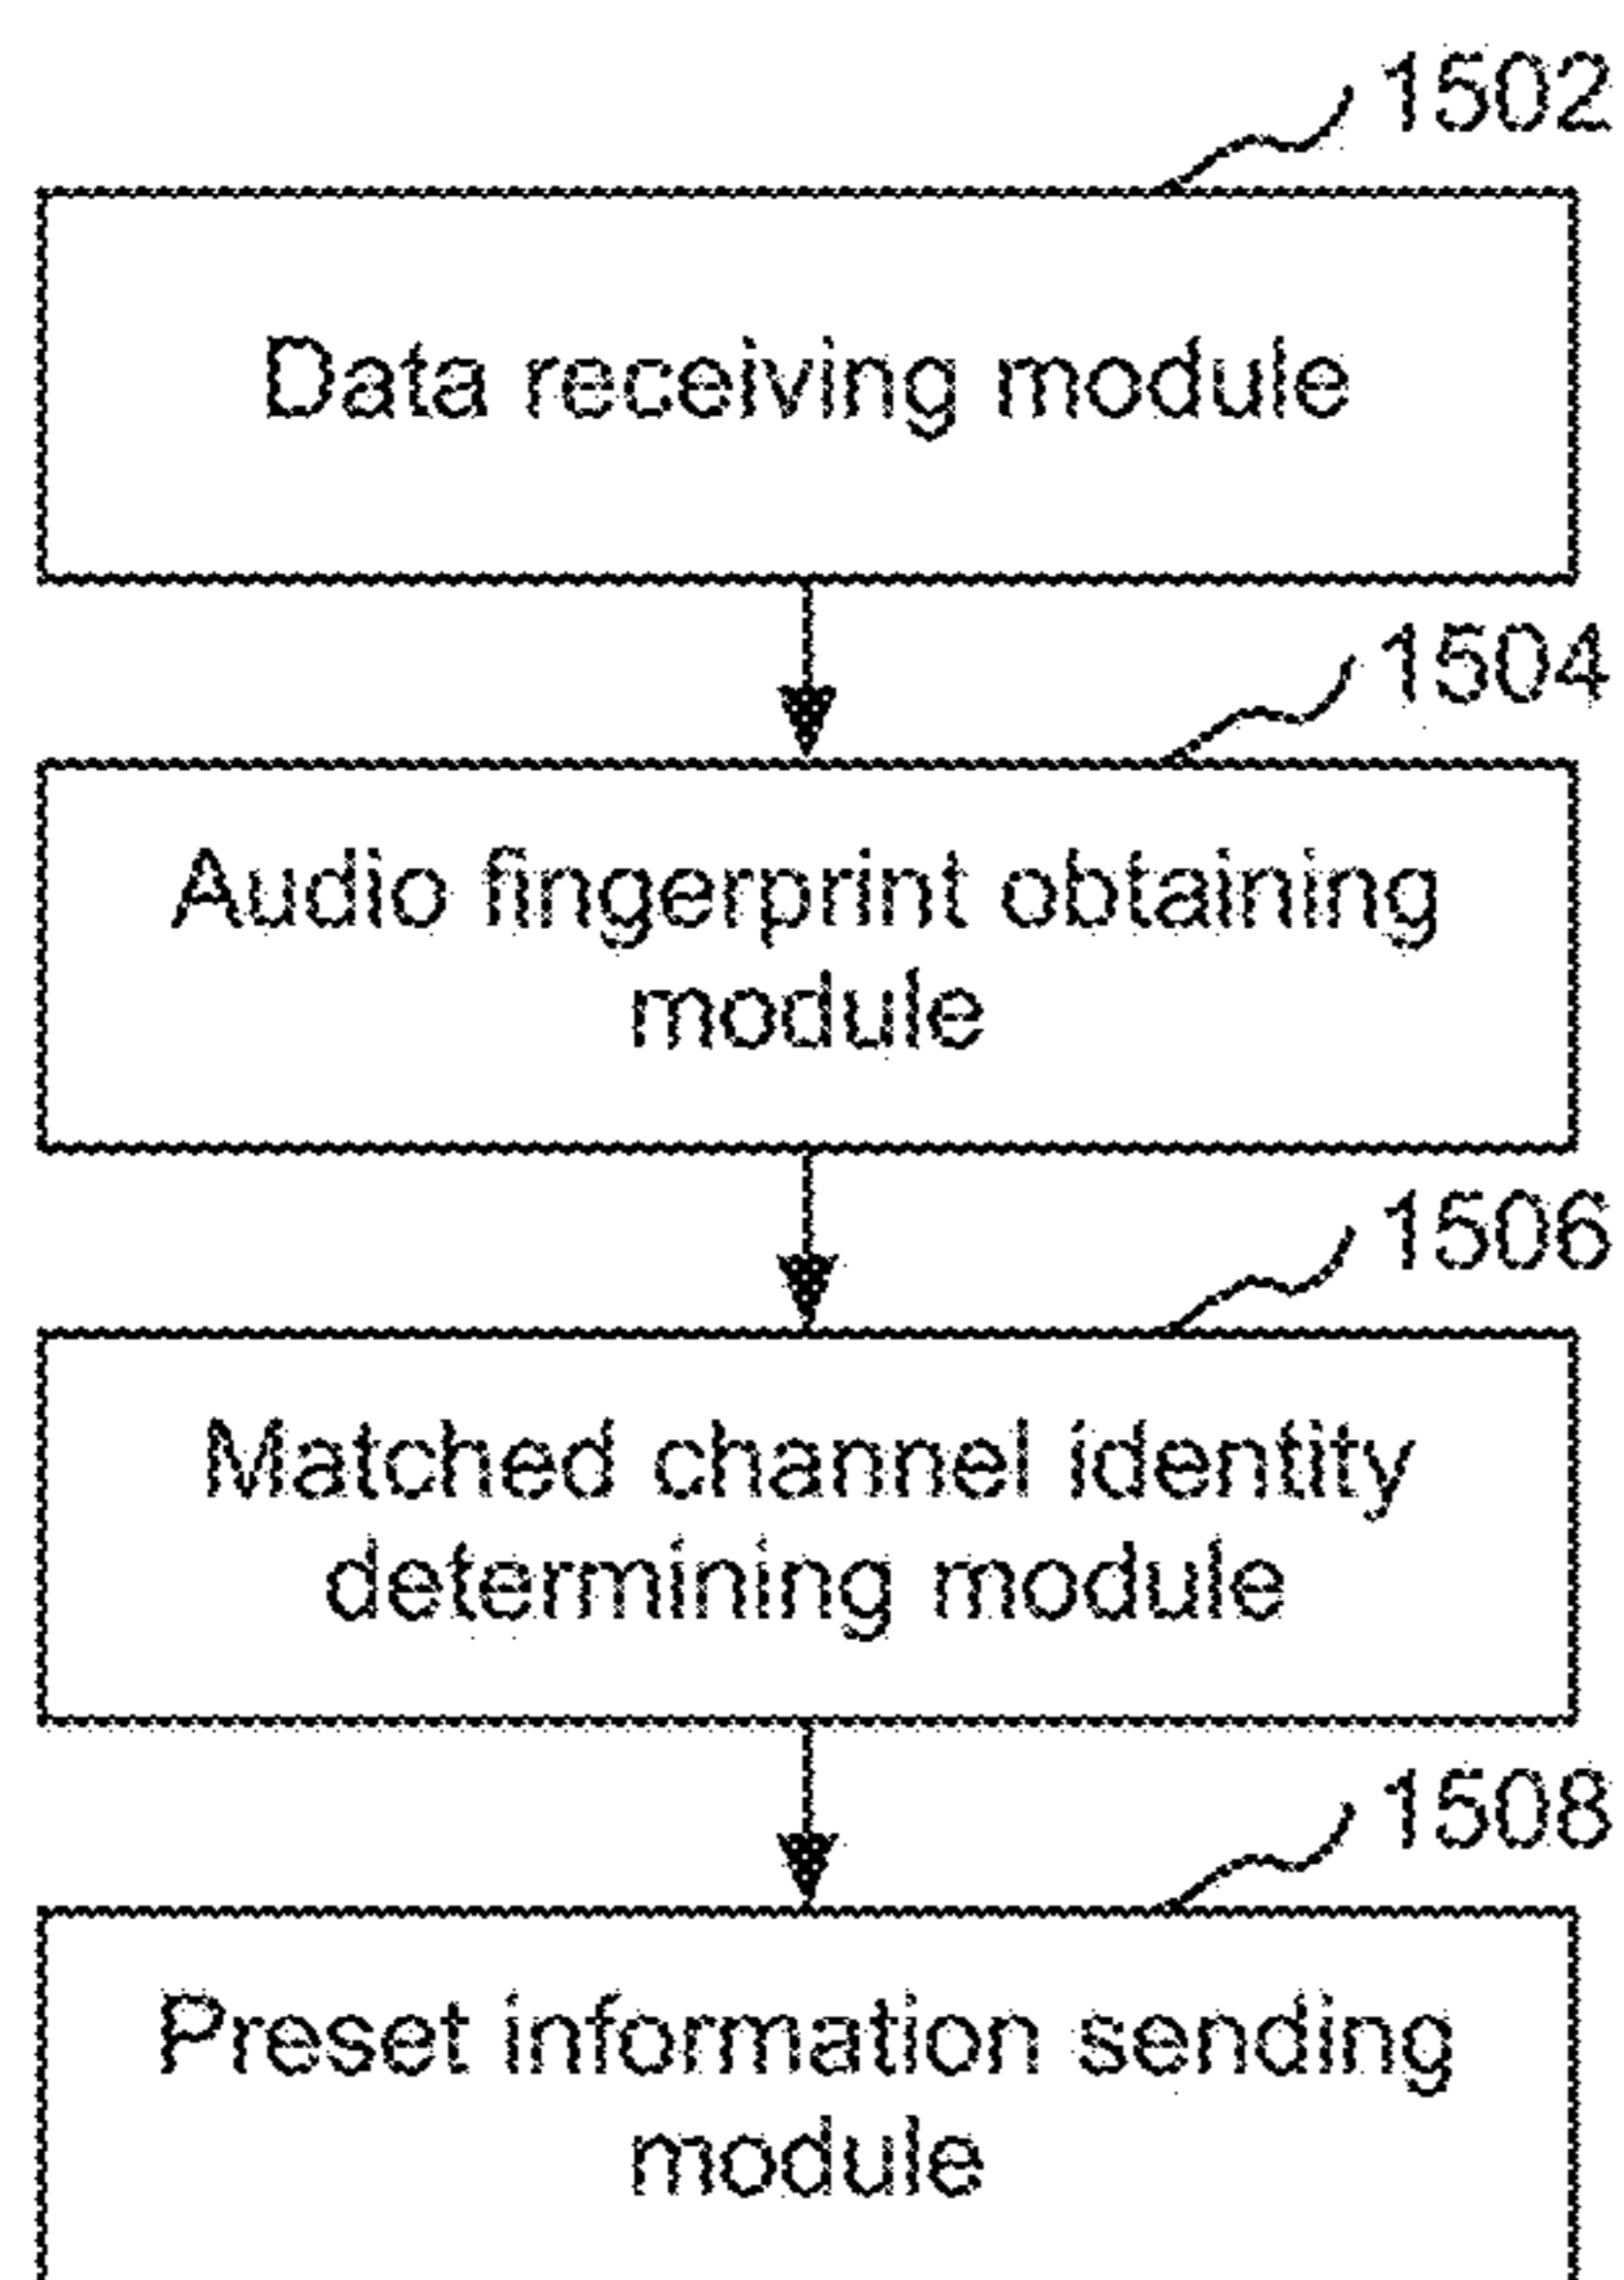 1502
Data receiving module
1504
Audio fingerprint obtaining
module
1506
Matched channel identity
determining module
1508
Preset information sending
module